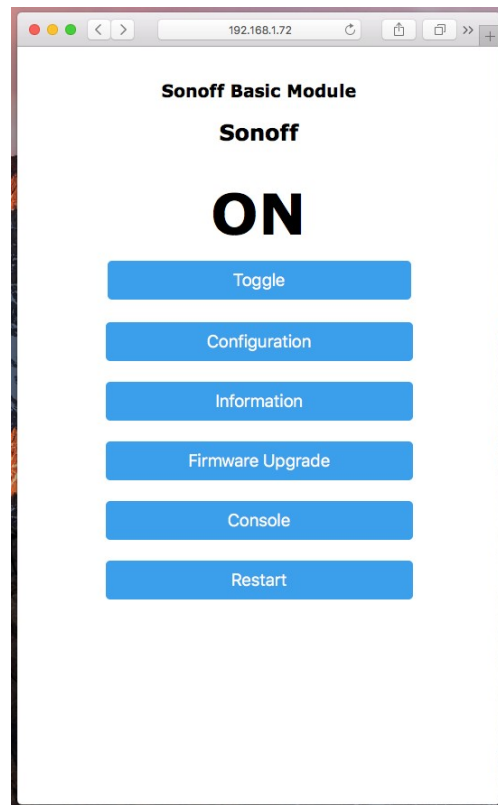 192.168.1.72
Sonoff Basic Module
Sonoff
ON
Toggle
Configuration
Information
Firmware Upgrade
Console
Restart